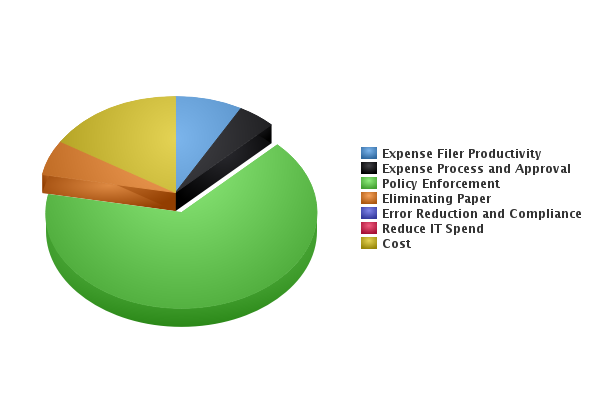 Expense Filer Productivity
Expense Process and Approval
Policy Enforcement
Eliminating Paper
Error Reduction and Compliance
Reduce IT Spend
Cost